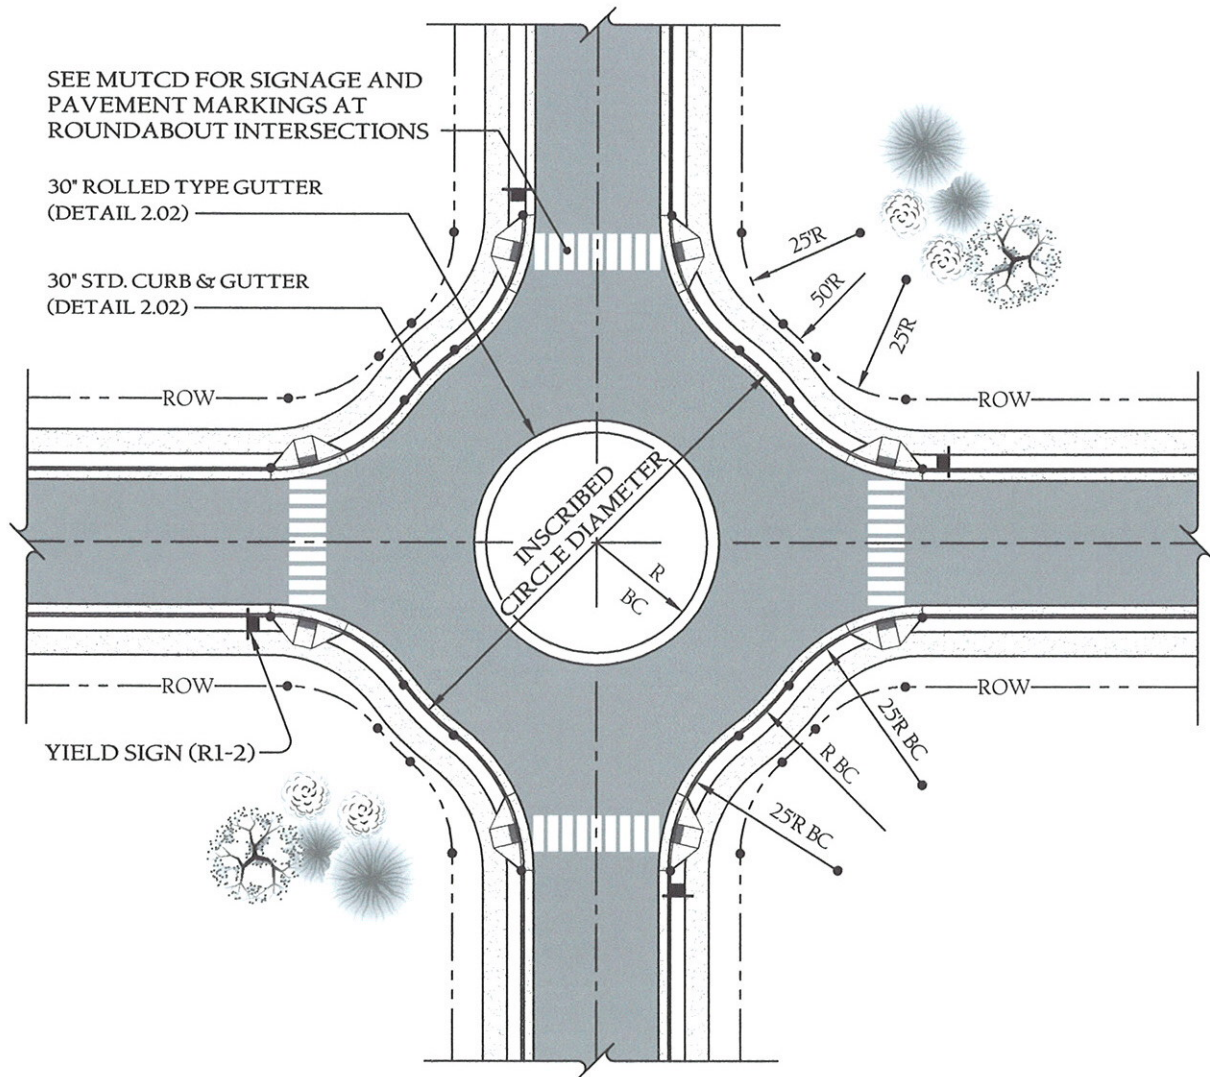 SEE MUTCD FOR SIGNAGE AND
PAVEMENT MARKINGS AT
ROUNDABOUT INTERSECTIONS
30" ROLLED TYPE GUTTER
(DETAIL 2.02)
30" STD. CURB & GUTTER
(DETAIL 2.02)
25'R
50'R
25'R
ROW
ROW
INSCRIBED
CIRCLE DIAMETER
R
BC
ROW
ROW
YIELD SIGN (R1-2)
25'R BC
R BC
25'R BC